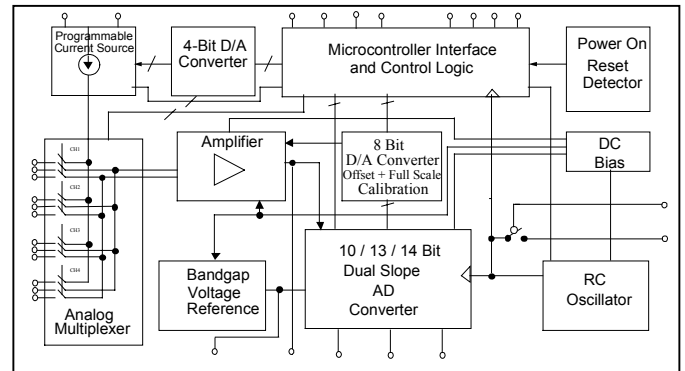 Programmable
Current Source
4-Bit D/A
Converter
Microcontroller Interface
and Control Logic
Power On
Reset
Detector
Amplifier
8 Bit
D/A Converter
Offset + Full Scale
Calibration
DC
Bias
CH1
CH2
CH3
CH4
Analog
Multiplexer
Bandgap
Voltage
Reference
10 / 13 / 14 Bit
Dual Slope
AD
Converter
RC
Oscillator